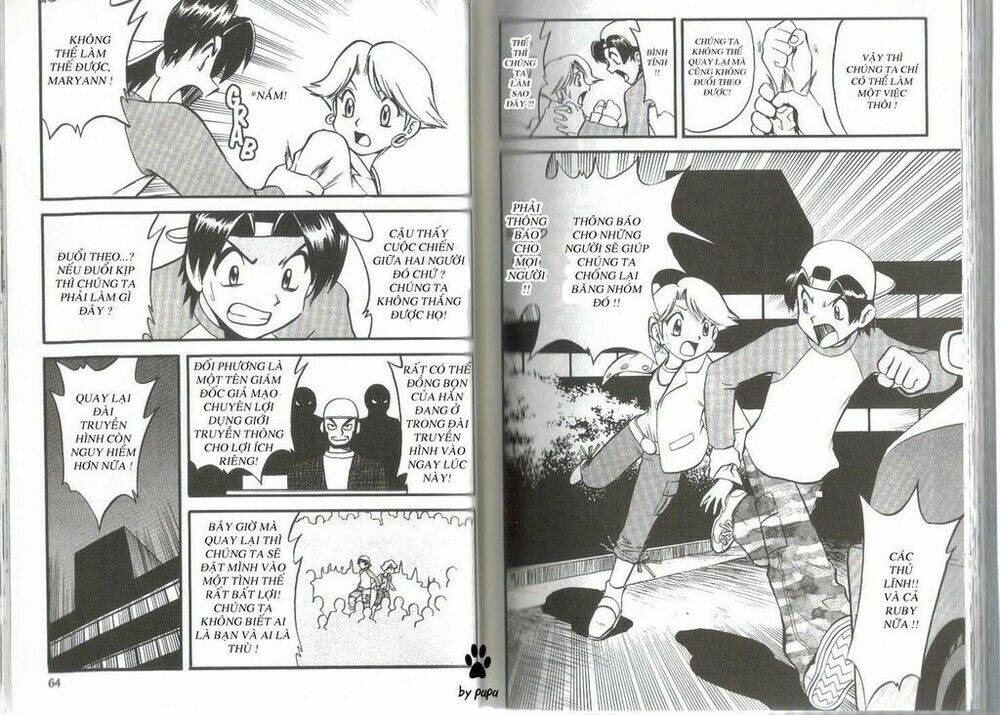 KHÔNG
THỂ LÀM
THẾ ĐƯỢC,
MARYANN !
GRAB
*NẮM!
ĐUỔI THEO...?
NẾU ĐUỔI KỊP
THÌ CHÚNG TA
PHẢI LÀM GÌ
ĐÂY ?
CẬU THẤY
CUỘC CHIẾN
GIỮA HAI NGƯỜI
ĐÓ CHỨ ?
CHÚNG TA
KHÔNG THẮNG
ĐƯỢC HỌ!
QUAY LẠI
ĐÀI
TRUYỀN
HÌNH CÒN
NGUY HIỂM
HƠN NỮA !
ĐỐI PHƯƠNG LÀ
MỘT TÊN GIÁM
ĐỐC GIẢ MẠO
CHUYÊN LỢI
DỤNG GIỚI
TRUYỀN THÔNG
CHO LỢI ÍCH
RIÊNG!
RẤT CÓ THỂ
ĐỒNG BỌN
CỦA HẮN
ĐANG Ở
TRONG ĐÀI
TRUYỀN
HÌNH VÀO
NGAY LÚC
NÀY!
BÂY GIỜ MÀ
QUAY LẠI THÌ
CHÚNG TA SẼ
ĐẶT MÌNH VÀO
MỘT TÌNH THẾ
RẤT BẤT LỢI!
CHÚNG TA
KHÔNG BIẾT AI
LÀ BẠN VÀ AI LÀ
THÙ !
64
by pupu
THẾ
THÌ
CHÚNG
TA
LÀM
SAO
ĐÂY ?!
BÌNH
TĨNH
!!
CHÚNG TA
KHÔNG THỂ
QUAY LẠI MÀ
CŨNG KHÔNG
ĐUỔI THEO
ĐƯỢC!
VẬY THÌ
CHÚNG TA CHỈ
CÓ THỂ LÀM
MỘT VIỆC
THÔI !
PHẢI
THÔNG
BÁO
CHO
MỌI
NGƯỜI
!!
THÔNG BÁO
CHO NHỮNG
NGƯỜI SẼ GIÚP
CHÚNG TA
CHỐNG LẠI
BĂNG NHÓM
ĐÓ !!
CÁC
THỦ
LĨNH!!
VÀ CẢ
RUBY
NỮA !